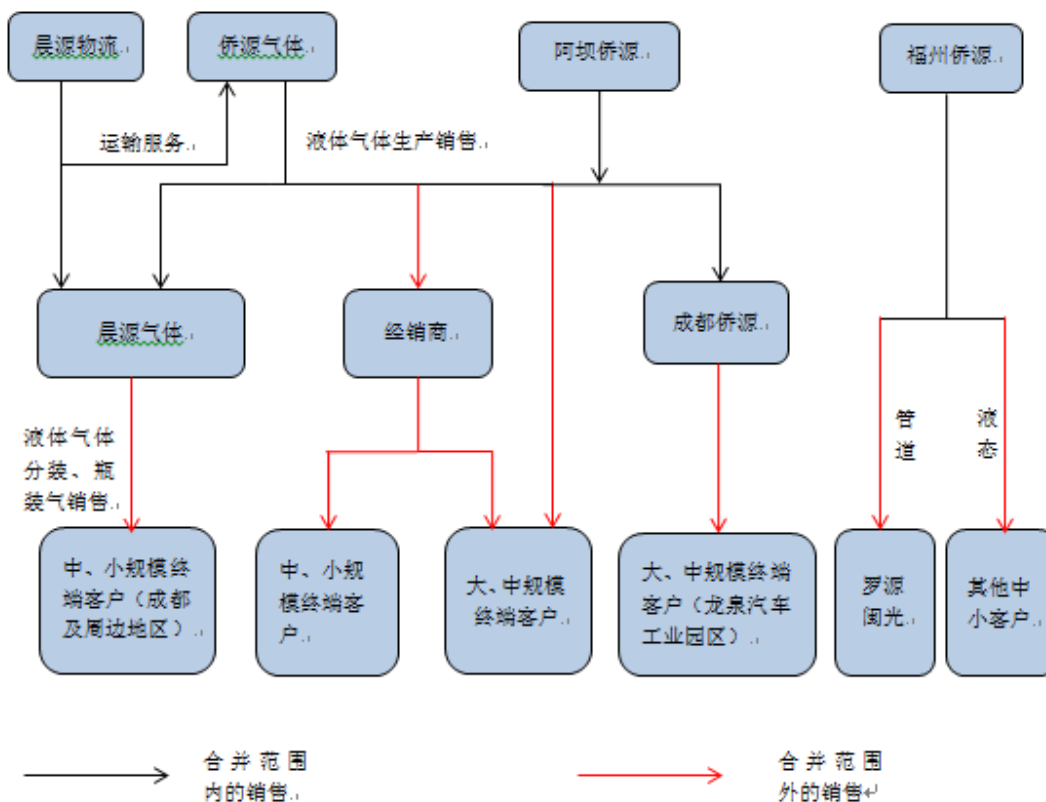 晨源物流
侨源气体
阿坝侨源
福州侨源
运输服务
液体气体生产销售
晨源气体
经销商
成都侨源
液体气体
分装、瓶
装气销售
管
道
液
态
中、小规模终
端客户（成都
及周边地区）
中、小规
模终端客
户
大、中规模
终端客户
大、中规模终端
客户（龙泉汽车
工业园区）
罗源
闽光
其他中
小客户
合并范围
内的销售
合并范围
外的销售